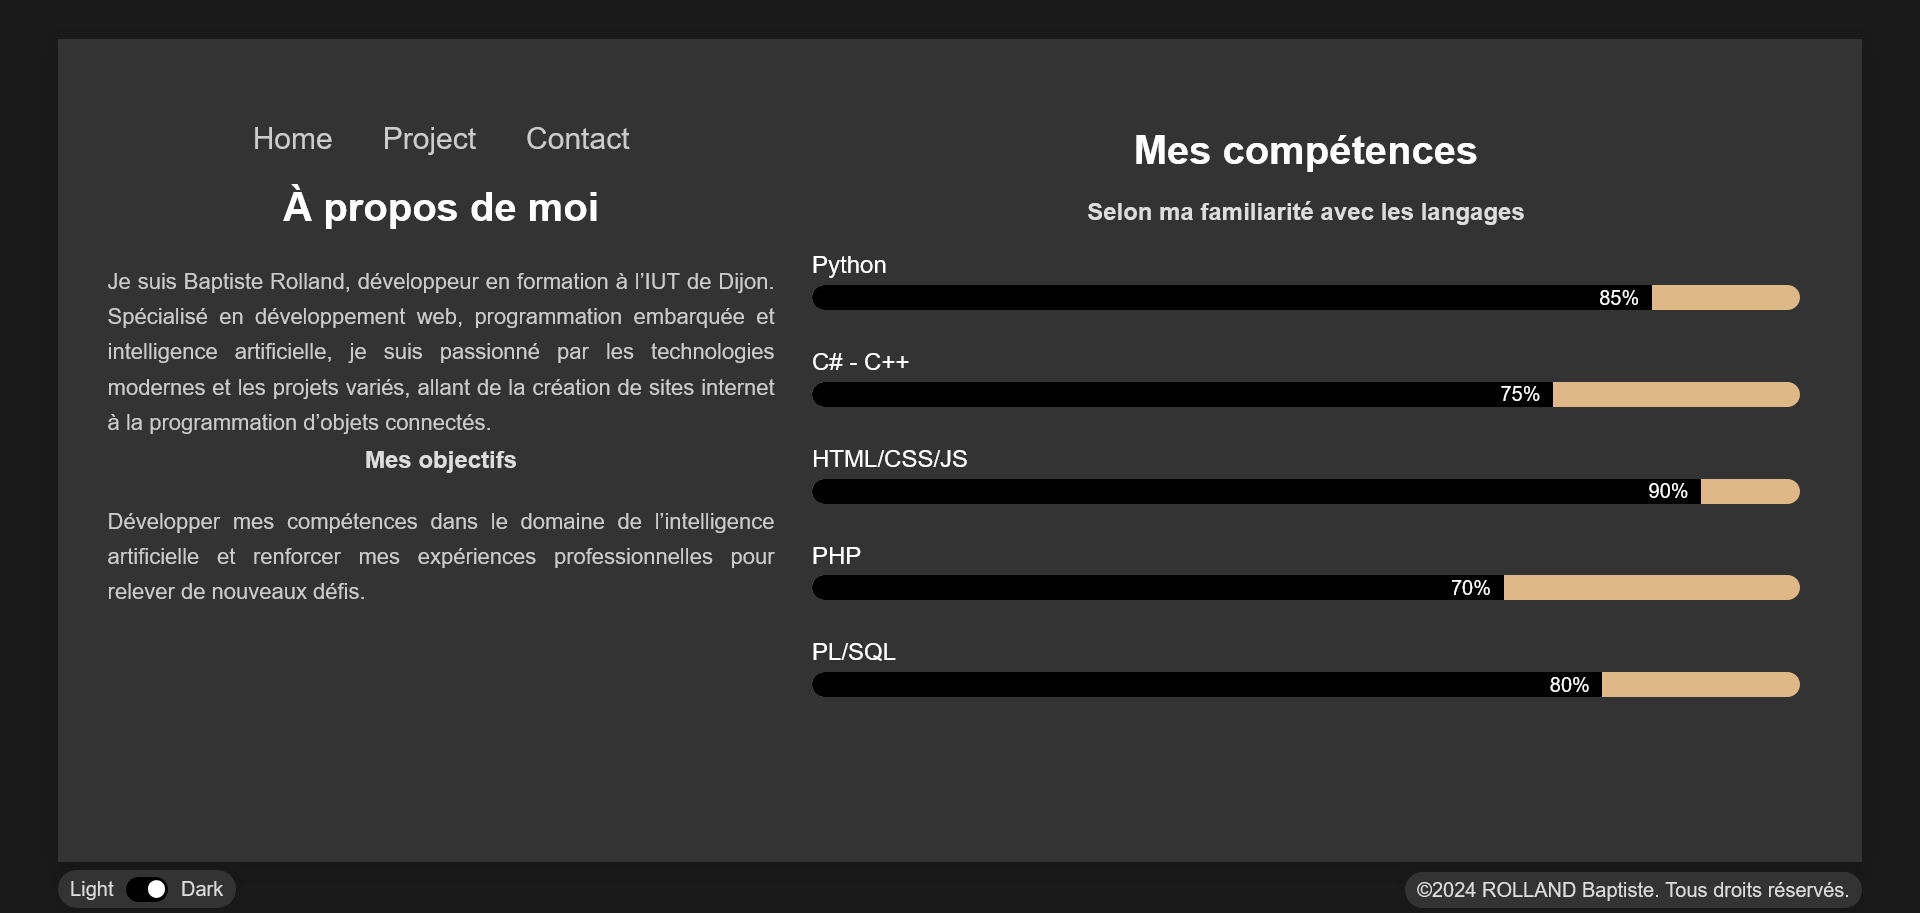 Home Project Contact
À propos de moi
Je suis Baptiste Rolland, développeur en formation à l’IUT de Dijon.
Spécialisé en développement web, programmation embarquée et
intelligence artificielle, je suis passionné par les technologies
modernes et les projets variés, allant de la création de sites internet
à la programmation d’objets connectés.
Mes objectifs
Développer mes compétences dans le domaine de l’intelligence
artificielle et renforcer mes expériences professionnelles pour
relever de nouveaux défis.
Mes compétences
Selon ma familiarité avec les langages
Python
85%
C# - C++
75%
HTML/CSS/JS
90%
PHP
70%
PL/SQL
80%
Light Dark
©2024 ROLLAND Baptiste. Tous droits réservés.